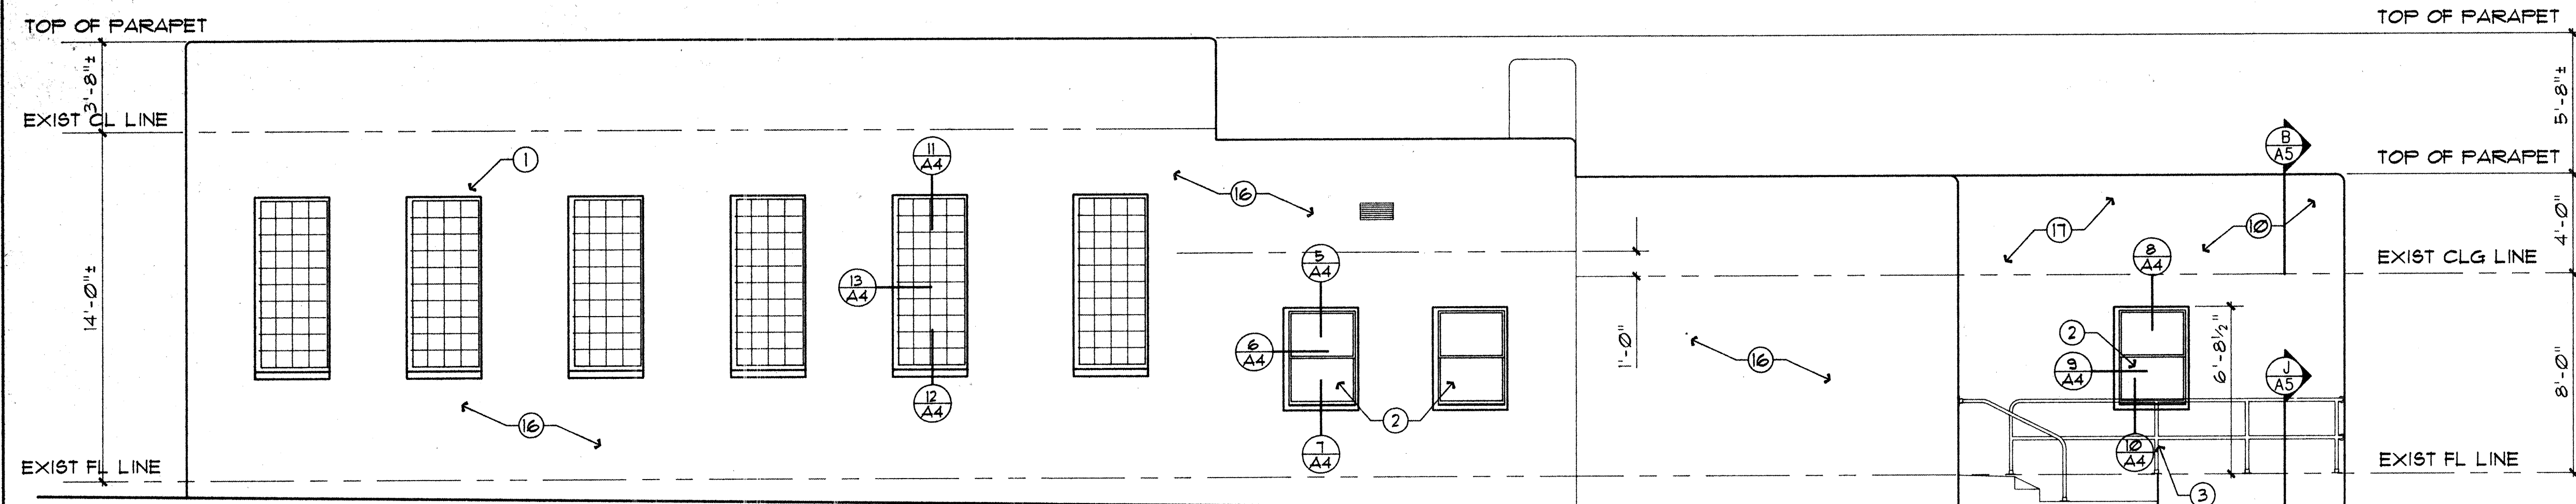 TOP OF PARAPET
TOP OF PARAPET
3'-8"±
5'-8"±
EXIST CL LINE
1
11
A4
B
A5
TOP OF PARAPET
16
17
10
4'-0"
5
A4
8
A4
EXIST CLG LINE
14'-0"±
13
A4
6
A4
1'-0"
16
2
9
A4
6'-8½"
J
A5
8'-0"
12
A4
2
16
7
A4
10
A4
EXIST FL LINE
EXIST FL LINE
3